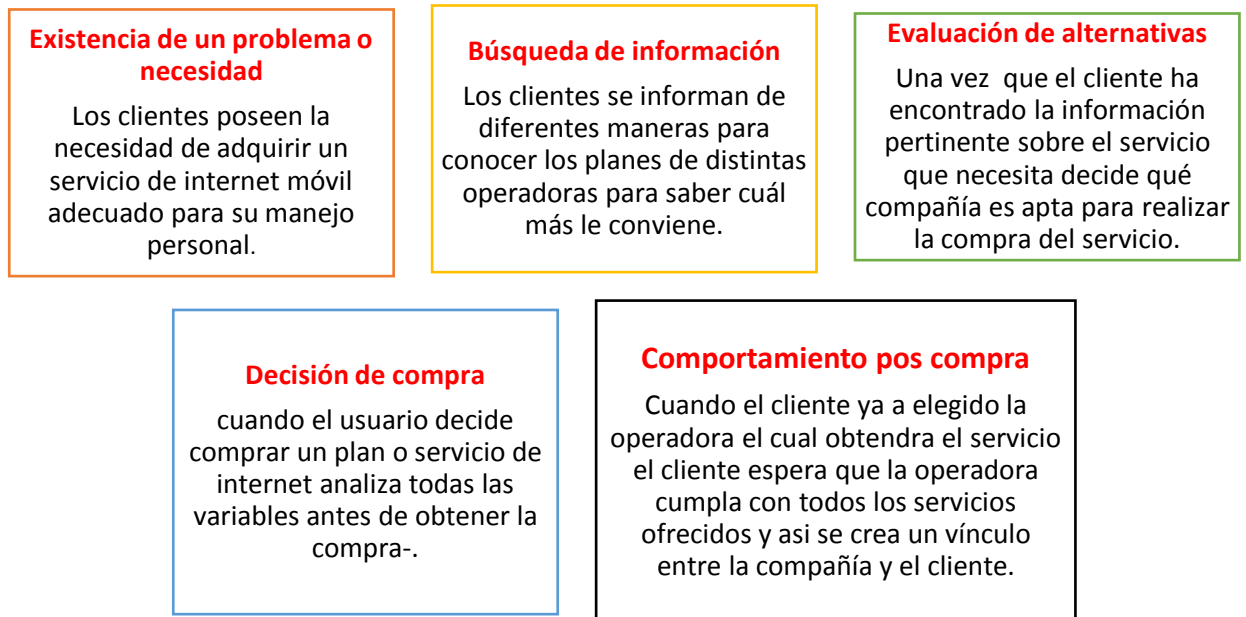 Existencia de un problema o
necesidad
Los clientes poseen la
necesidad de adquirir un
servicio de internet móvil
adecuado para su manejo
personal.
Búsqueda de información
Los clientes se informan de
diferentes maneras para
conocer los planes de distintas
operadoras para saber cuál
más le conviene.
Evaluación de alternativas
Una vez  que el cliente ha
encontrado la información
pertinente sobre el servicio
que necesita decide qué
compañía es apta para realizar
la compra del servicio.
Decisión de compra
cuando el usuario decide
comprar un plan o servicio de
internet analiza todas las
variables antes de obtener la
compra-.
Comportamiento pos compra
Cuando el cliente ya a elegido la
operadora el cual obtendra el servicio
el cliente espera que la operadora
cumpla con todos los servicios
ofrecidos y asi se crea un vínculo
entre la compañía y el cliente.